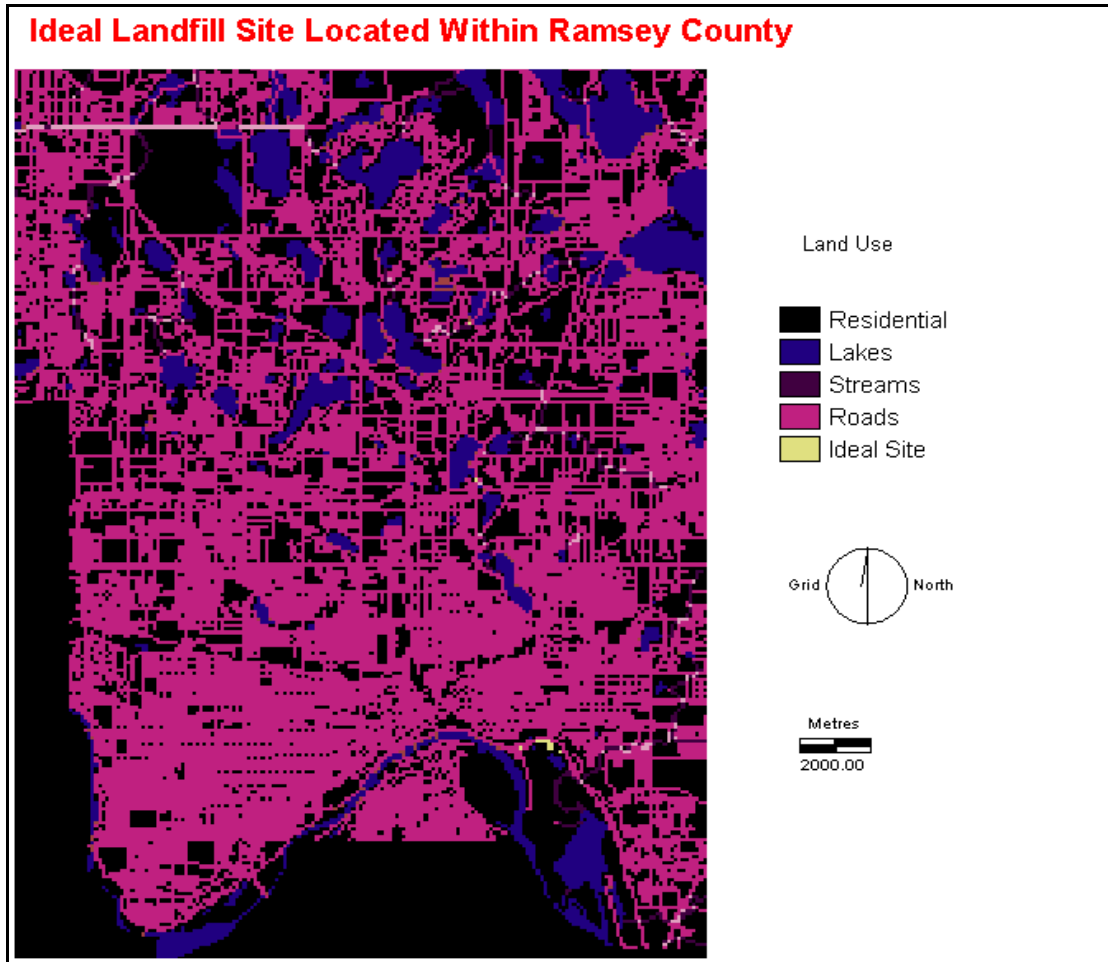 Ideal Landfill Site Located Within Ramsey County
Land Use
Residential
Lakes
Streams
Roads
Ideal Site
Grid
North
Metres
2000.00